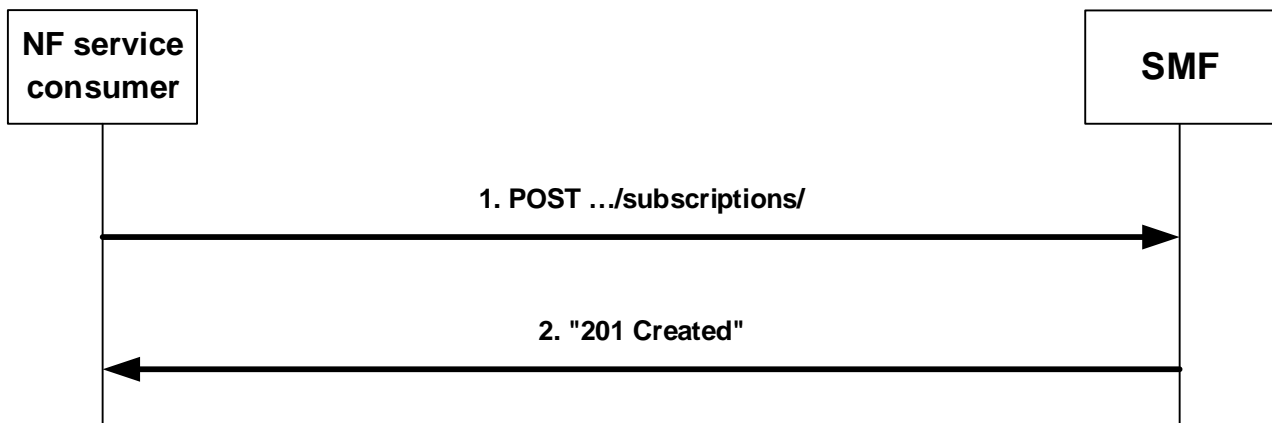 NF service
consumer
SMF
1. POST …/subscriptions/
2. "201 Created"